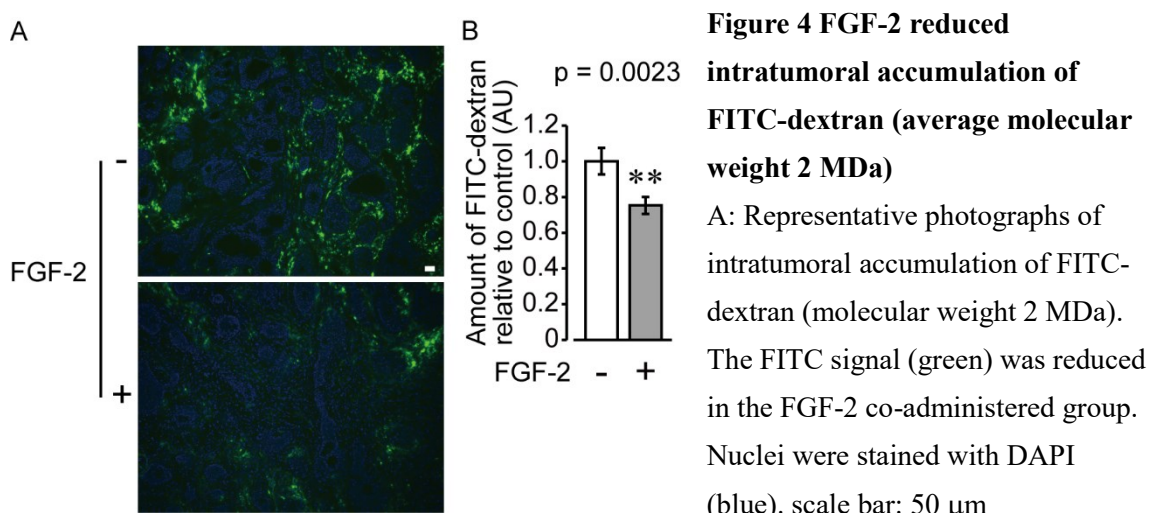 A
B
FGF-2
-
+
p = 0.0023
Amount of FITC-dextran
relative to control (AU)
1.2
1.0
0.8
0.6
0.4
0.2
0
**
FGF-2 - +
Figure 4 FGF-2 reduced
intratumoral accumulation of
FITC-dextran (average molecular
weight 2 MDa)
A: Representative photographs of
intratumoral accumulation of FITC-
dextran (molecular weight 2 MDa).
The FITC signal (green) was reduced
in the FGF-2 co-administered group.
Nuclei were stained with DAPI
(blue). scale bar: 50 μm